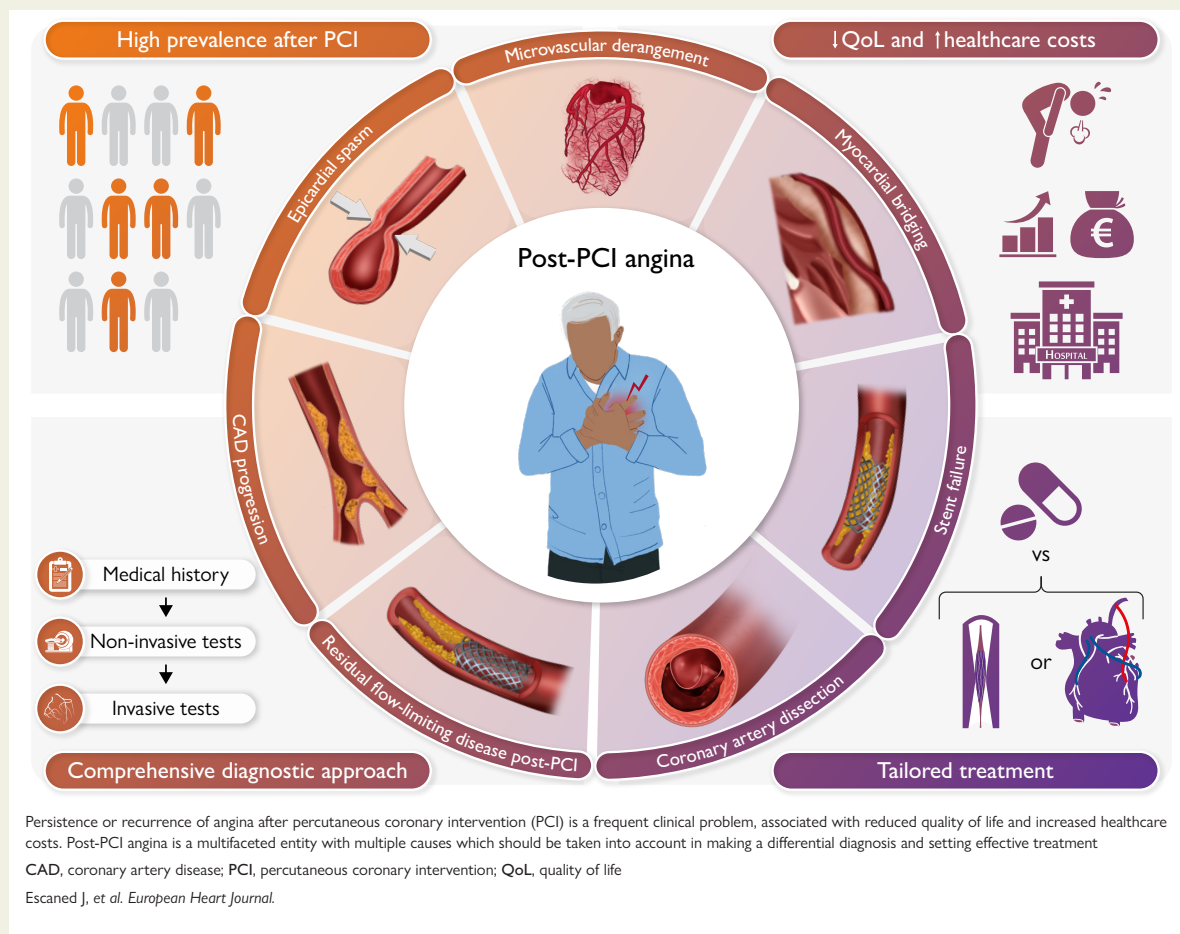 High prevalence after PCI
↓QoL and ↑healthcare costs
Microvascular derangement
Epicardial spasm
Myocardial bridging
Post-PCI angina
€
HOSPITAL
CAD progression
Stent failure
Medical history
Non-invasive tests
Invasive tests
vs
or
Residual flow-limiting disease post-PCI
Coronary artery dissection
Comprehensive diagnostic approach
Tailored treatment
Persistence or recurrence of angina after percutaneous coronary intervention (PCI) is a frequent clinical problem, associated with reduced quality of life and increased healthcare
costs. Post-PCI angina is a multifaceted entity with multiple causes which should be taken into account in making a differential diagnosis and setting effective treatment
CAD, coronary artery disease; PCI, percutaneous coronary intervention; QoL, quality of life
Escaned J, et al. European Heart Journal.